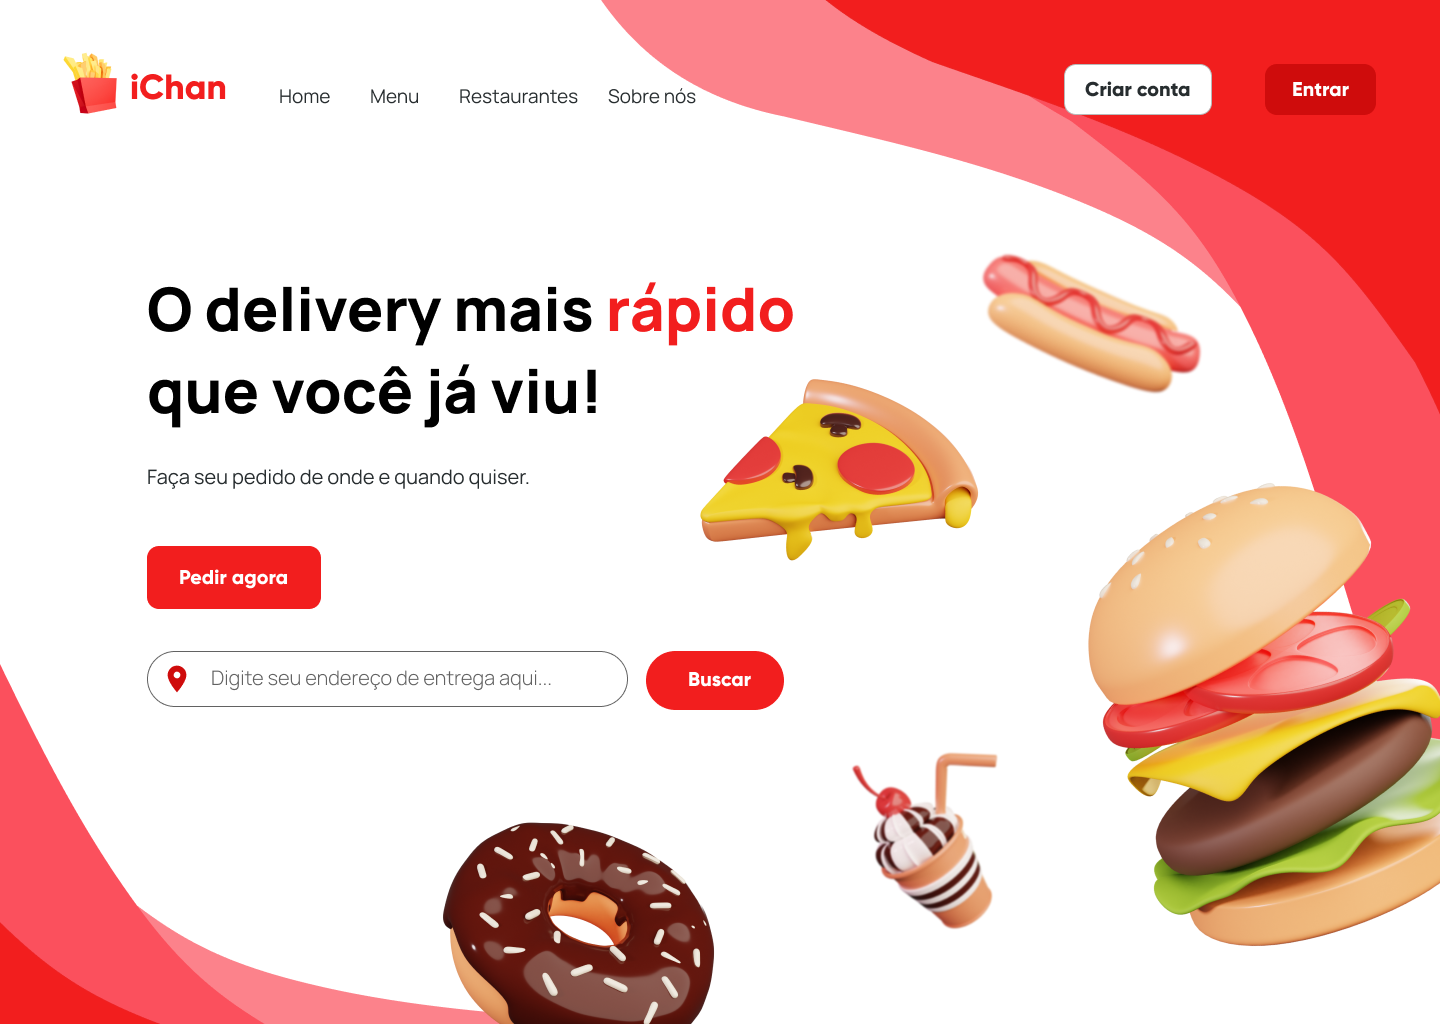 iChan
Home Menu Restaurantes Sobre nós
Criar conta
Entrar
O delivery mais rápido
que você já viu!
Faça seu pedido de onde e quando quiser.
Pedir agora
Digite seu endereço de entrega aqui...
Buscar